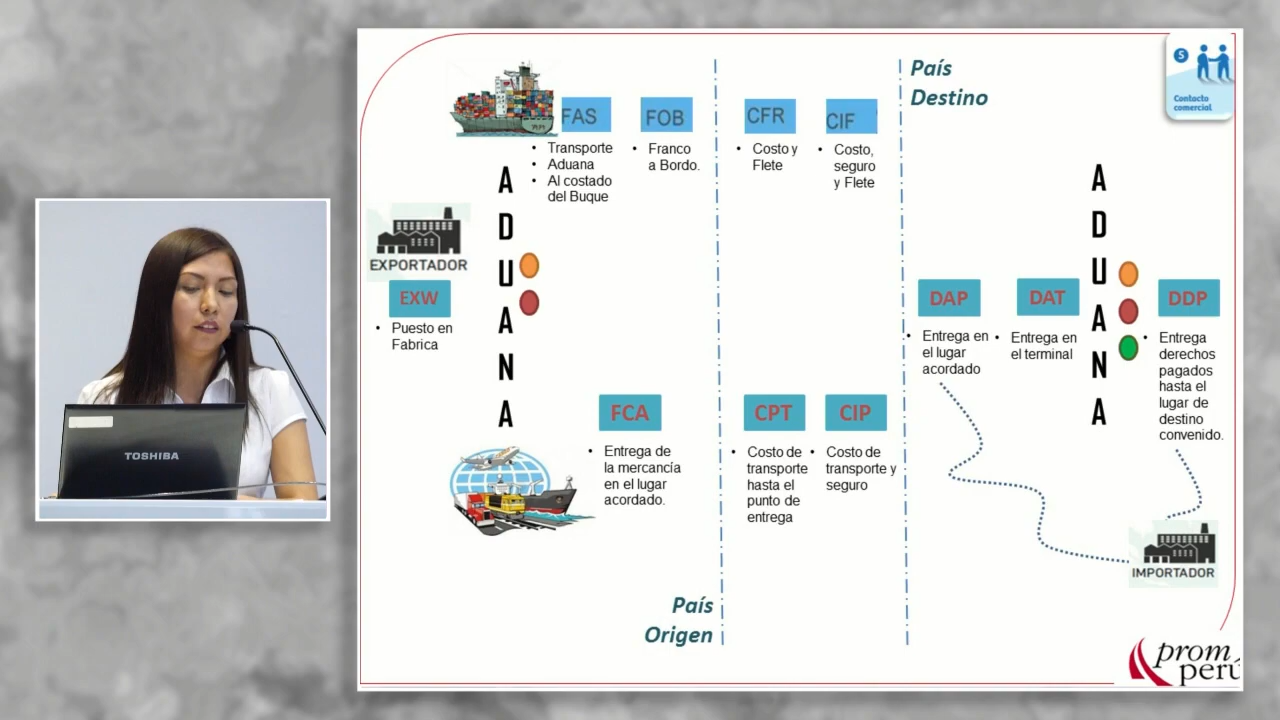 País
Destino
5
Contacto
comercial
FAS
FOB
CFR
CIF
• Transporte
• Aduana
• Al costado
del Buque
• Franco
a Bordo.
• Costo y
Flete
• Costo,
seguro
y Flete
A
D
U
A
N
A
A
D
U
A
N
A
EXPORTADOR
EXW
• Puesto en
Fabrica
DAP
DAT
DDP
• Entrega en
el lugar
acordado
• Entrega en
el terminal
• Entrega
derechos
pagados
hasta el
lugar de
destino
convenido.
FCA
CPT
CIP
• Entrega de
la mercancía
en el lugar
acordado.
• Costo de
transporte
hasta el
punto de
entrega
• Costo de
transporte y
seguro
IMPORTADOR
País
Origen
prom
perú
TOSHIBA